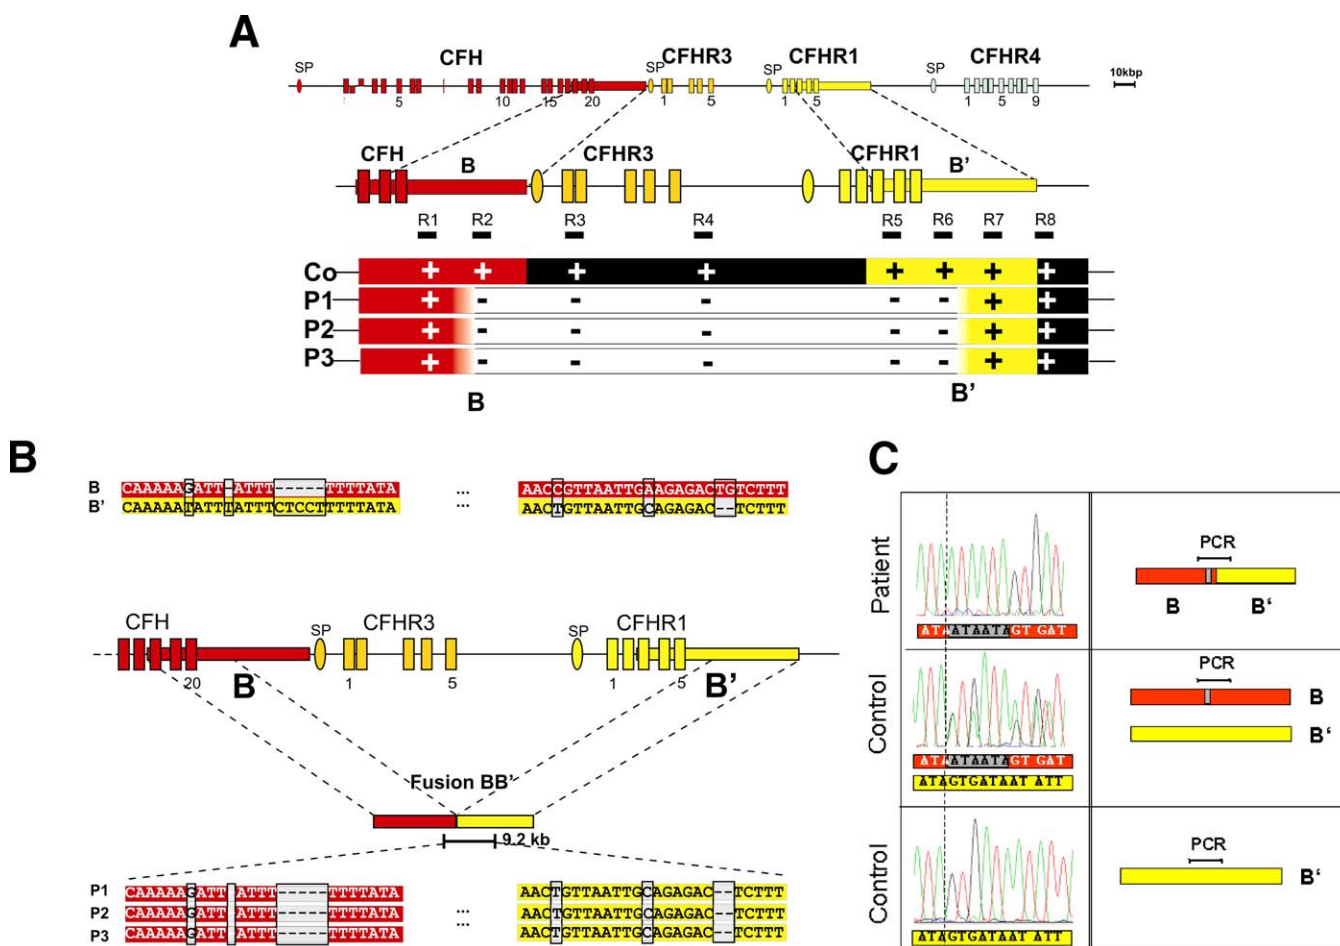 A
CFH CFHR3 CFHR1 CFHR4
SP SP SP SP
10kbp
5 10 15 20 1 5 1 5 1 5 9
CFH B CFHR3 CFHR1 B’
R1 R2 R3 R4 R5 R6 R7 R8
Co + + + + + + + +
P1 + - - - - - + +
P2 + - - - - - + +
P3 + - - - - - + +
B B’
B
B CAAAAAGATT-ATTT-----TTTTATA ... AACCGTTAATTGAAGAGACTGTCTTT
B’ CAAAAATATTTATTTCTCCTTTTTATA ... AACTGTTAATTGCAGAGAC--TCTTT
CFH SP CFHR3 SP CFHR1
20 B 1 5 1 5 B’
Fusion BB’
9.2 kb
P1 CAAAAAGATT-ATTT-----TTTTATA AACTGTTAATTGCAGAGAC--TCTTT
P2 CAAAAAGATT-ATTT-----TTTTATA ... AACTGTTAATTGCAGAGAC--TCTTT
P3 CAAAAAGATT-ATTT-----TTTTATA ... AACTGTTAATTGCAGAGAC--TCTTT
C
Patient
ATAAATAATAGT GAT
PCR
B B‘
Control
ATAAATAATAGT GAT
ATAGTGATAAT ATT
PCR
B
B‘
Control
ATAGTGATAAT ATT
PCR
B‘